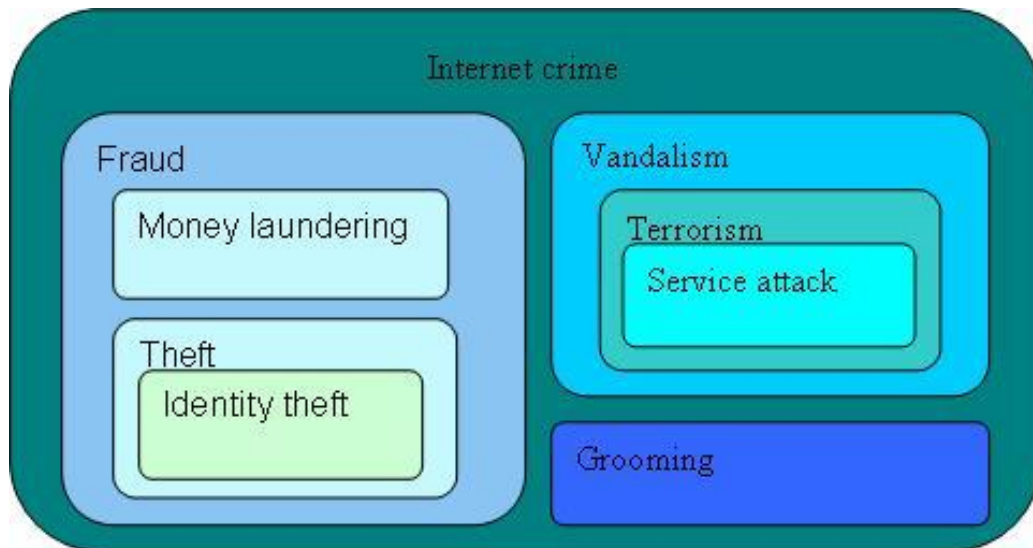 Internet crime
Fraud
Money laundering
Theft
Identity theft
Vandalism
Terrorism
Service attack
Grooming